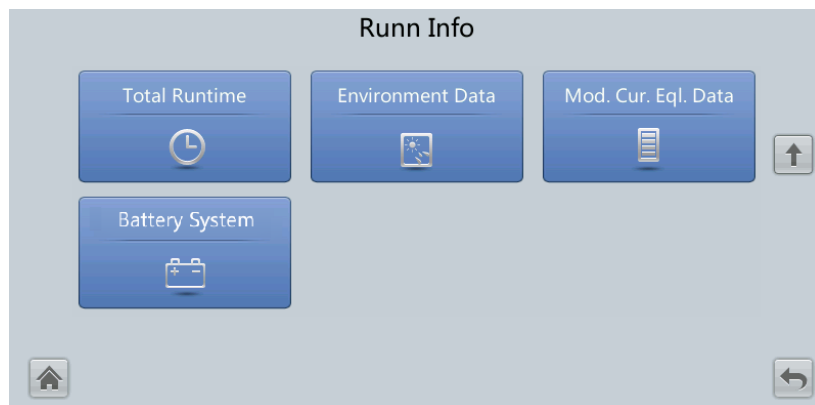 Runn Info
Total Runtime
Environment Data
Mod. Cur. Eql. Data
Battery System